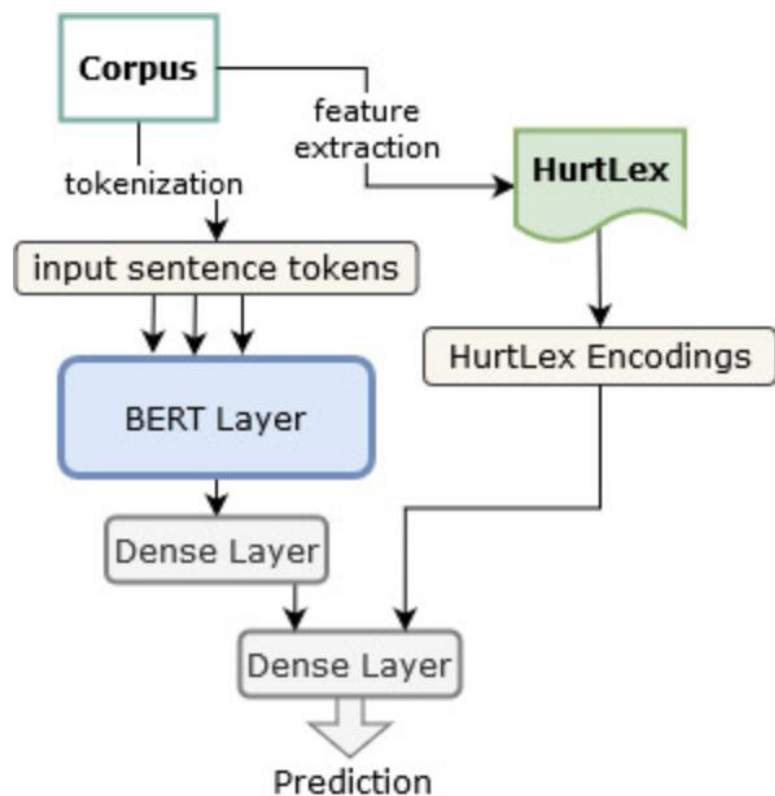 Corpus
feature
extraction
HurtLex
tokenization
input sentence tokens
HurtLex Encodings
BERT Layer
Dense Layer
Dense Layer
Prediction